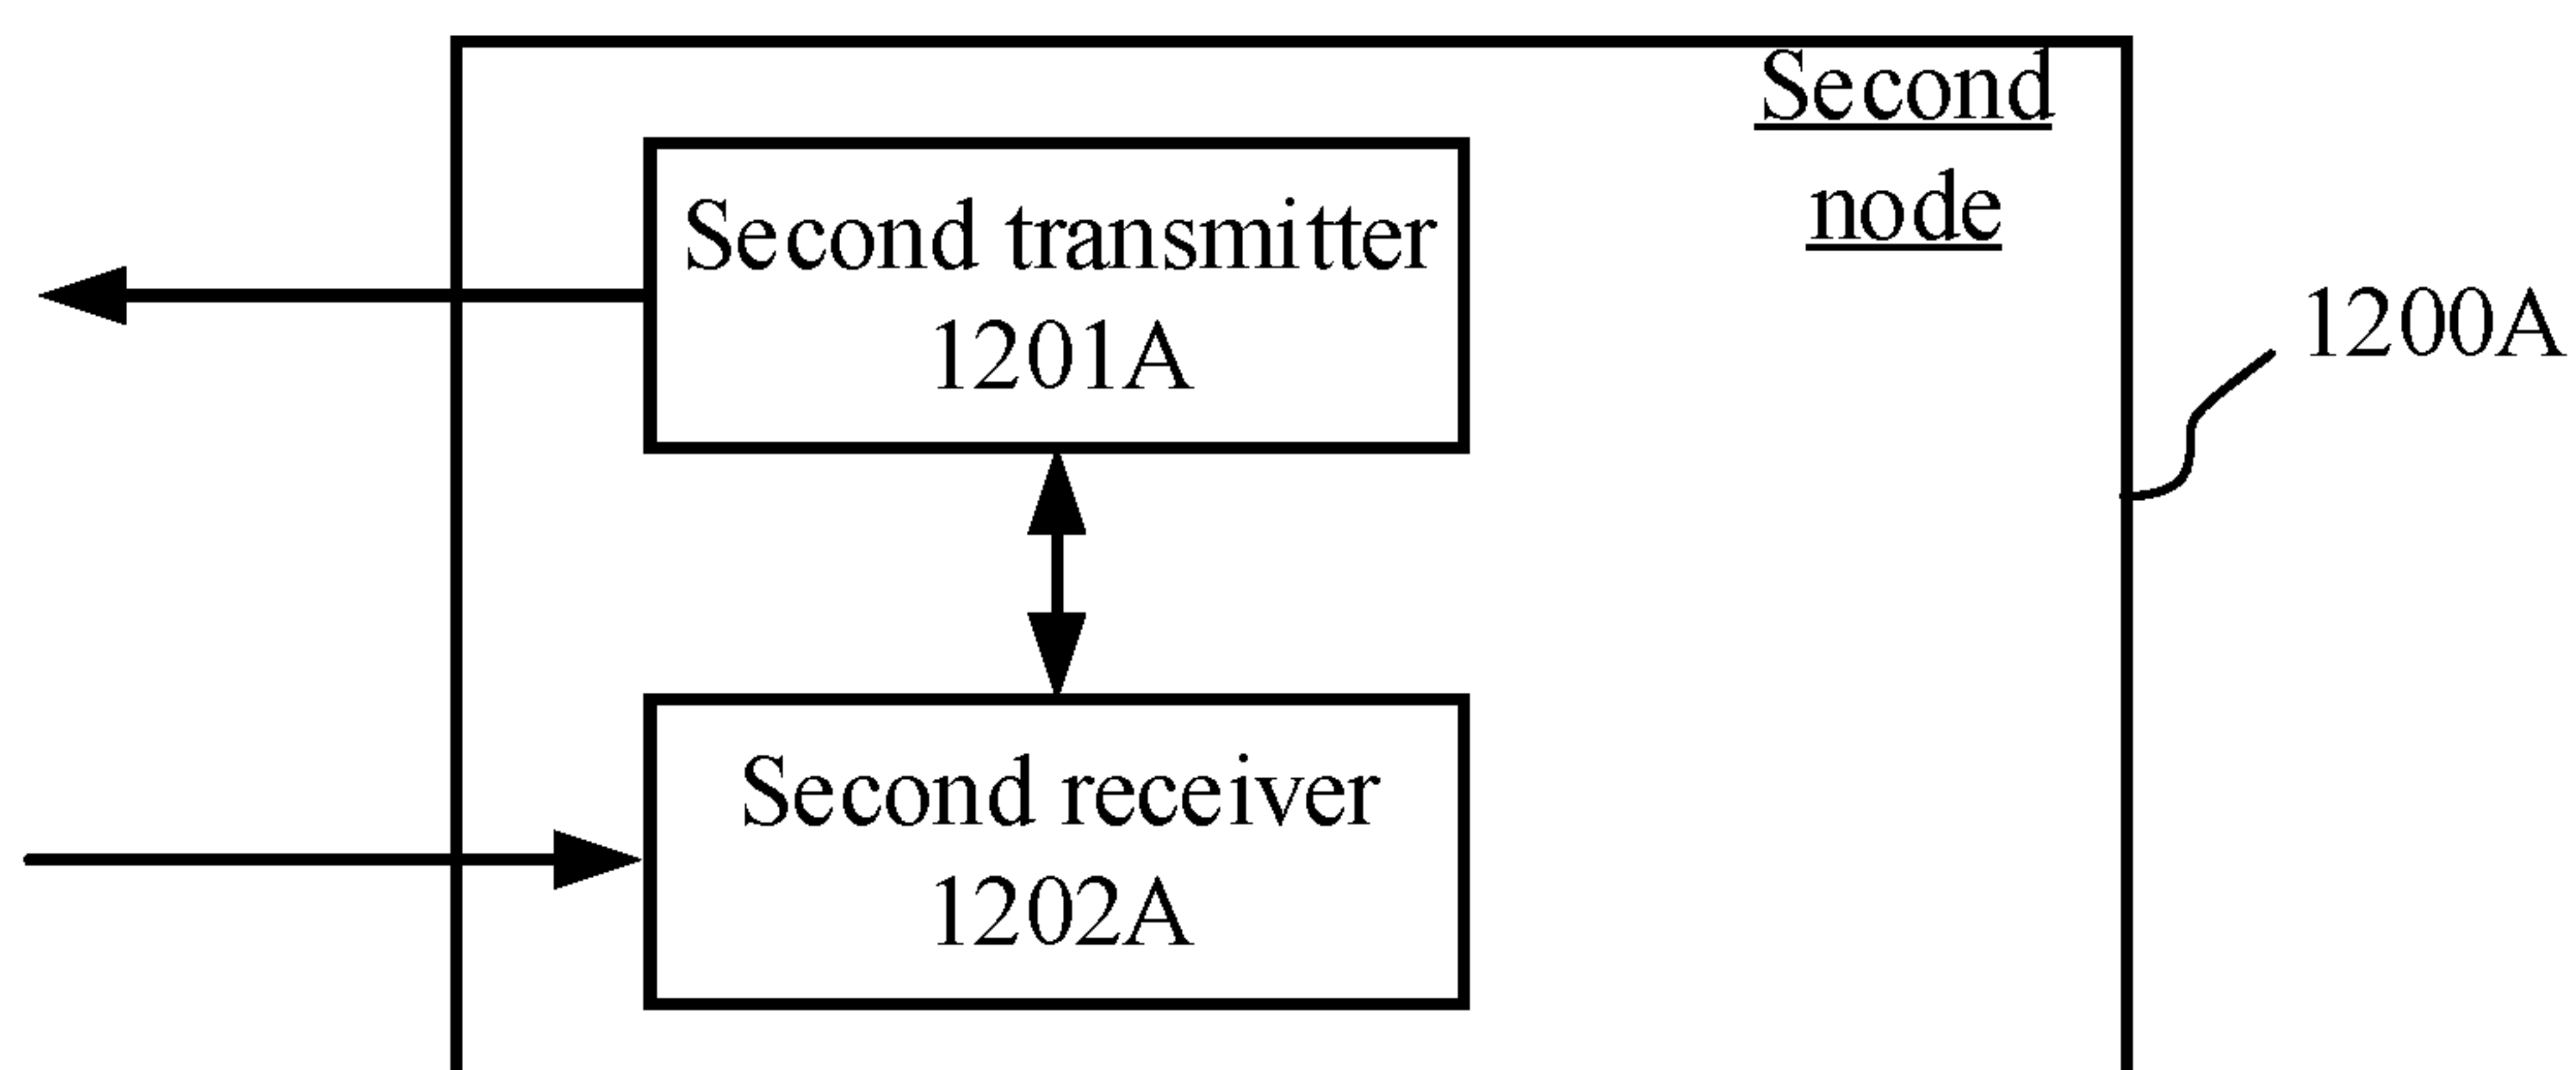 Second
node
Second transmitter
1201A
1200A
Second receiver
1202A